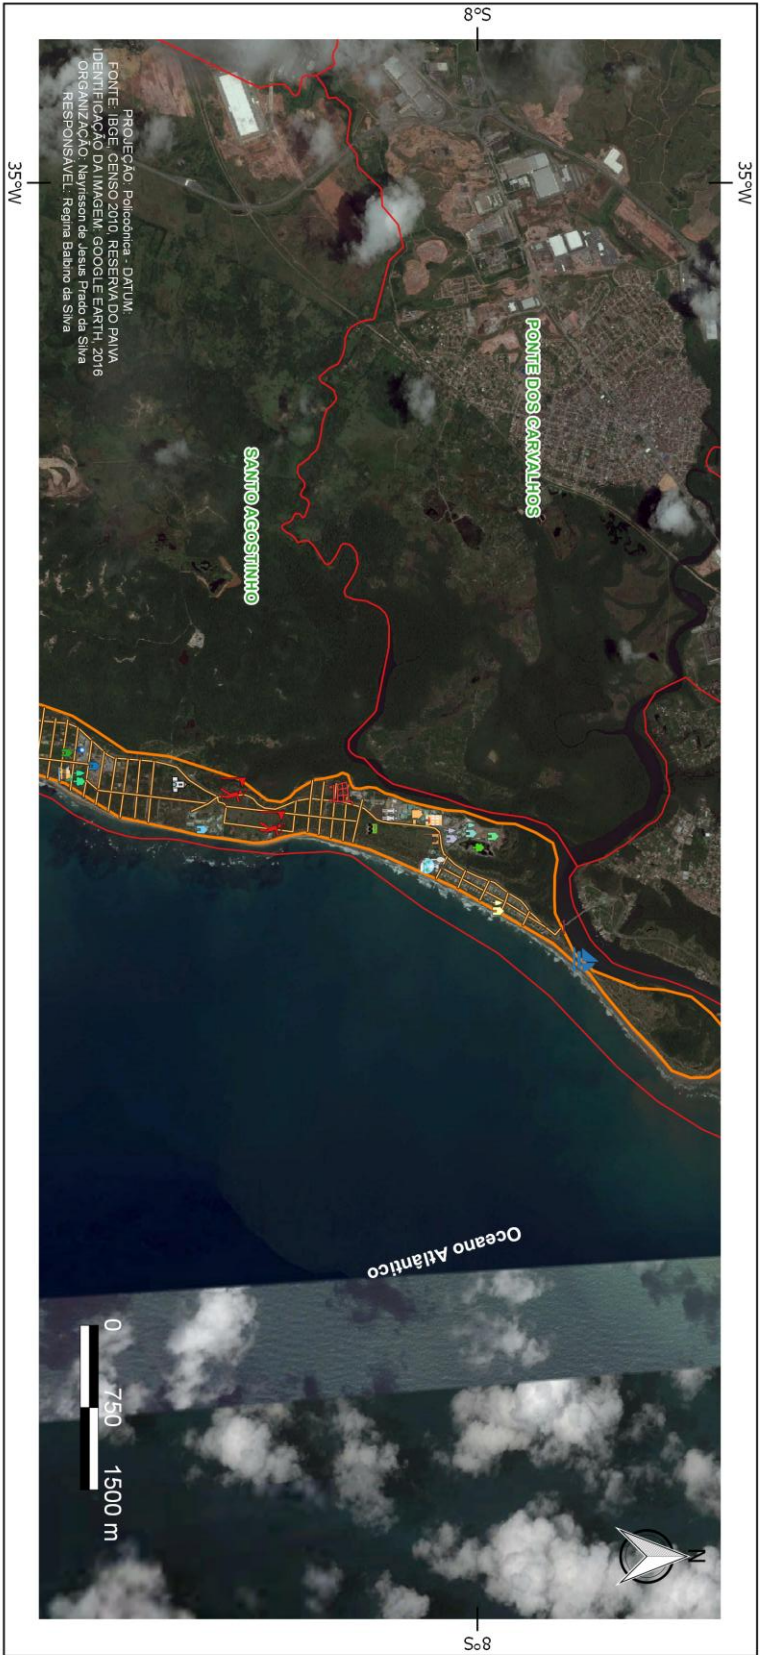 8°S
35°W
35°W
PROJEÇÃO: Policoônica - DATUM:
FONTE: IBGE, CENSO 2010, RESERVA DO PAIVA
IDENTIFICAÇÃO DA IMAGEM: GOOGLE EARTH, 2016
ORGANIZAÇÃO: Nayrisson de Jesus Prado da Silva
RESPONSÁVEL: Regina Balbino da Silva
PONTE DOS CARVALHOS
SANTO AGOSTINHO
Oceano Atlântico
0 750 1500 m
N
8°S